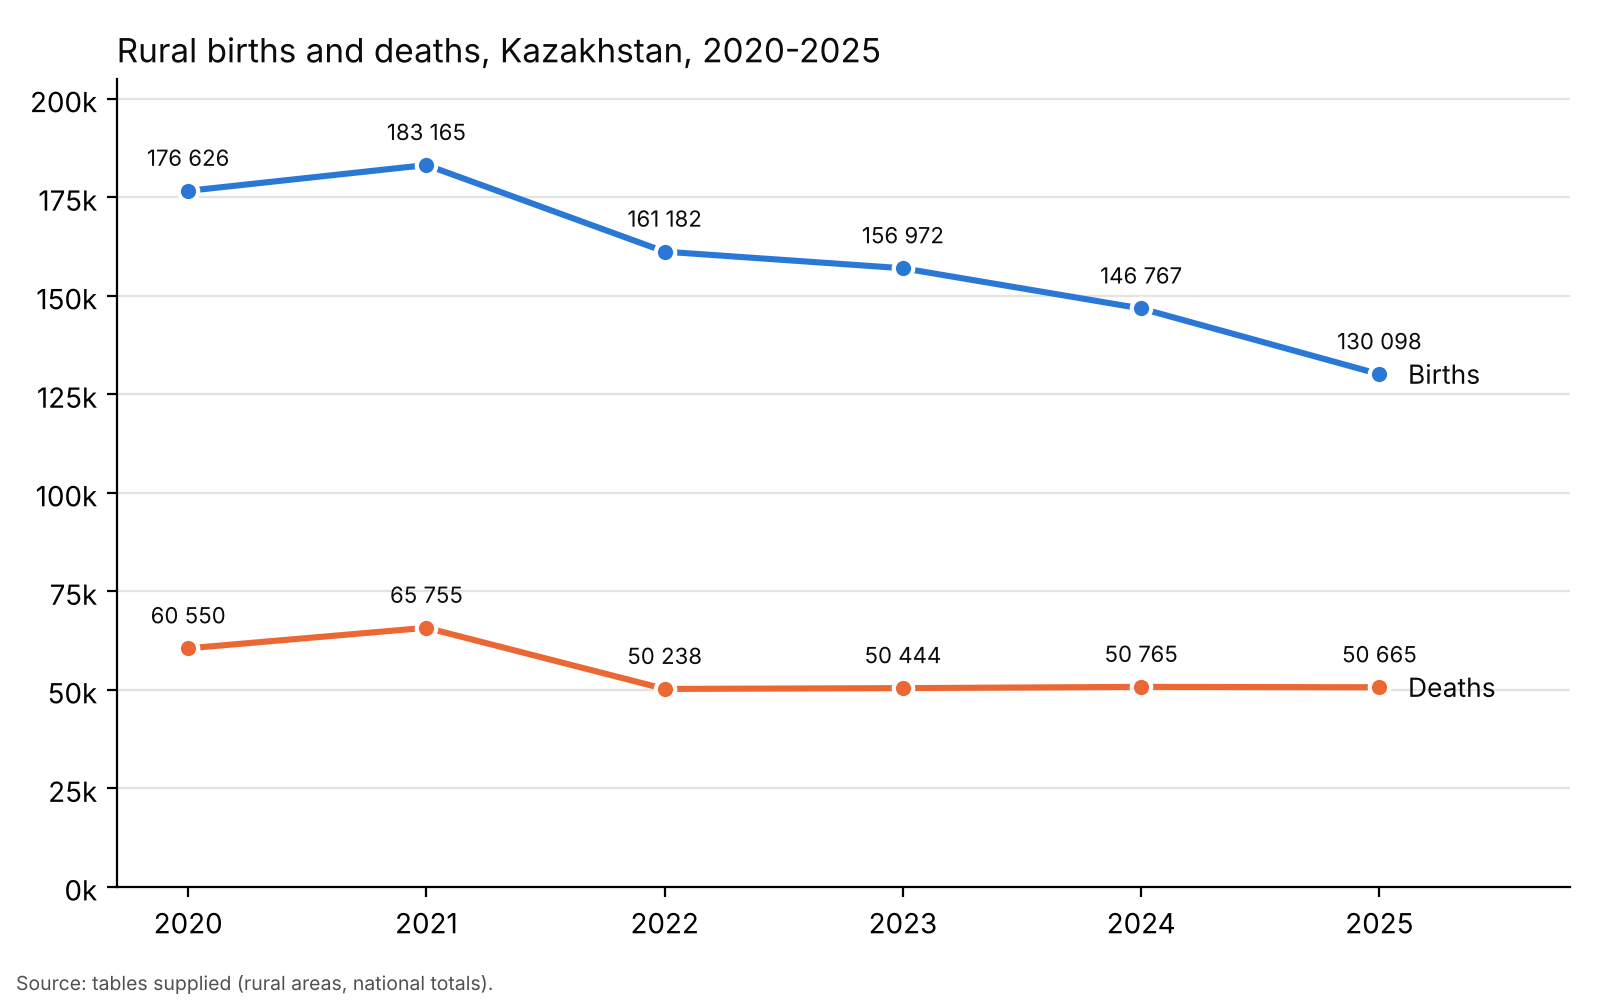 Rural births and deaths, Kazakhstan, 2020-2025
200k
183 165
176 626
175k
161 182
156 972
150k
146 767
130 098
Births
125k
100k
75k
65 755
60 550
50 238
50 444
50 765
50 665
50k
Deaths
25k
0k
2020
2021
2022
2023
2024
2025
Source: tables supplied (rural areas, national totals).